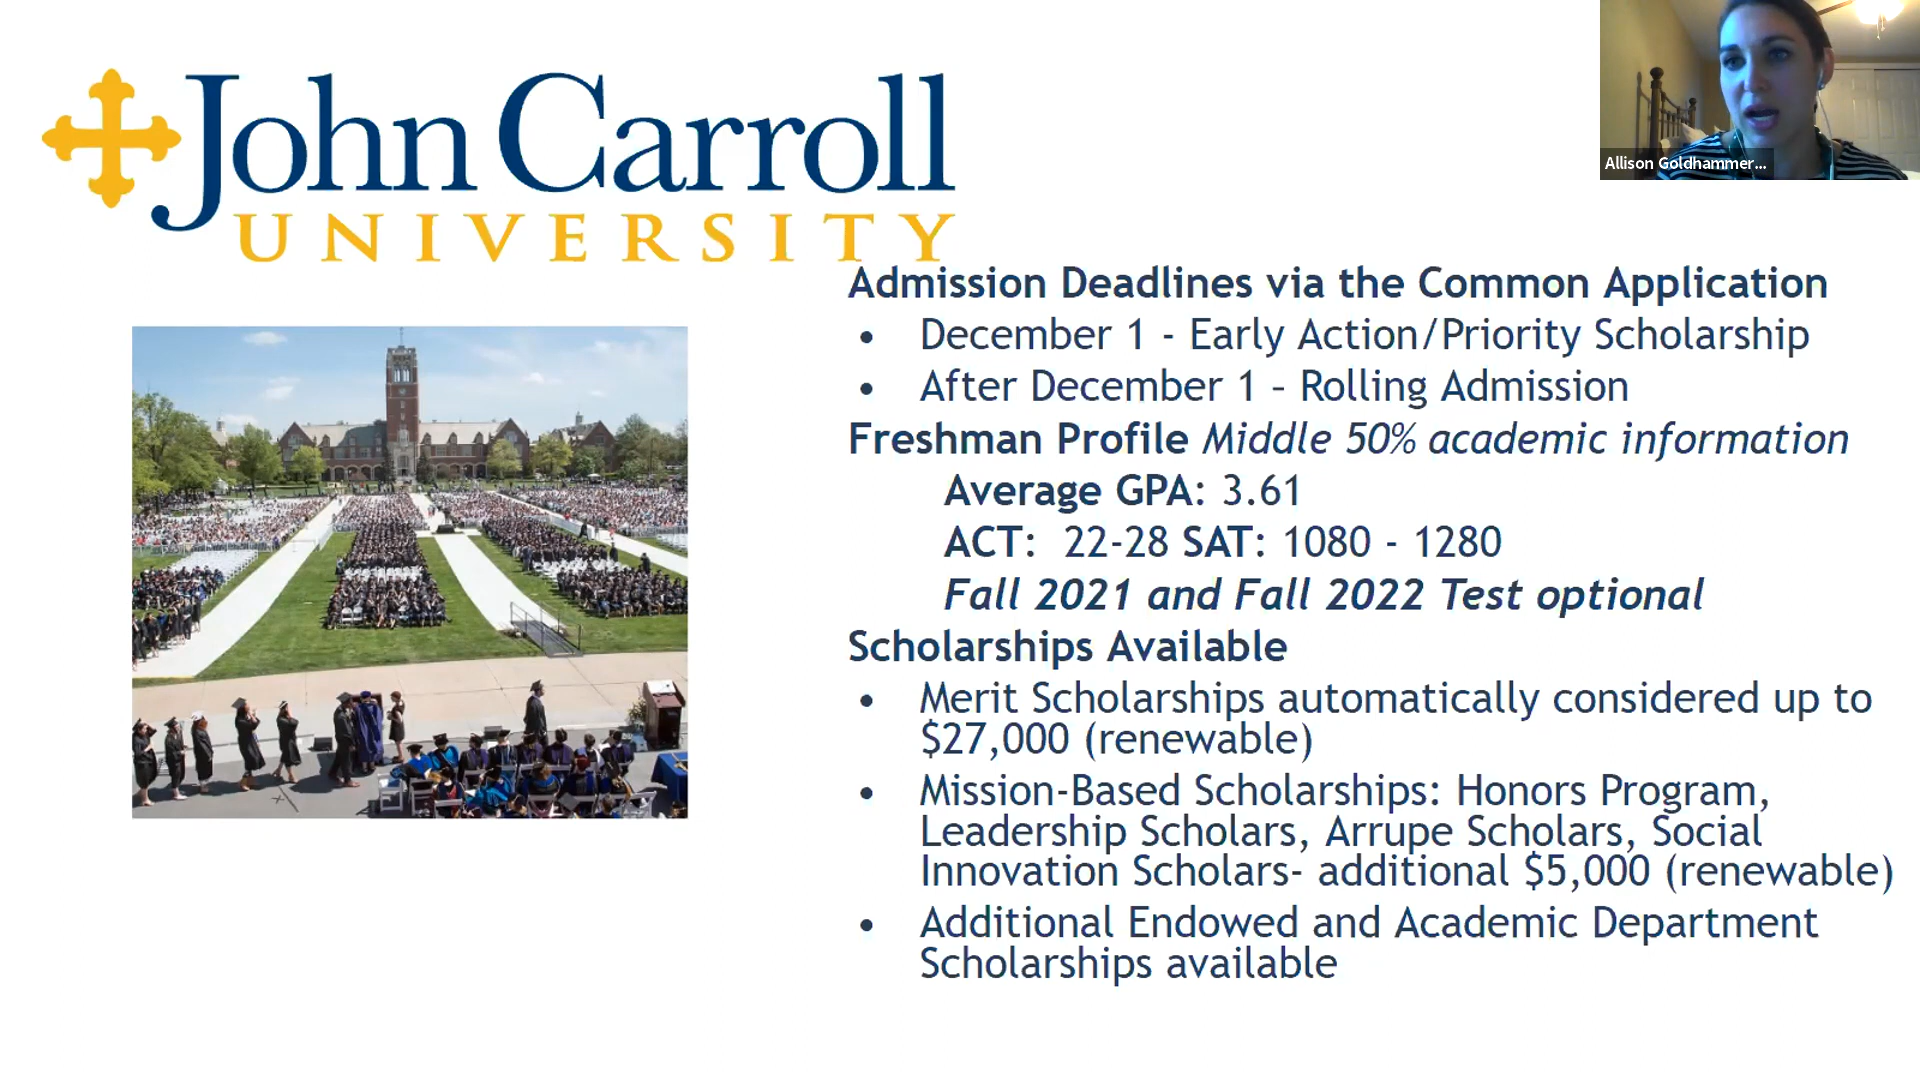 John Carroll
UNIVERSITY
Allison Goldhammer...
Admission Deadlines via the Common Application
• December 1 - Early Action/Priority Scholarship
• After December 1 – Rolling Admission
Freshman Profile Middle 50% academic information
Average GPA: 3.61
ACT: 22-28 SAT: 1080 - 1280
Fall 2021 and Fall 2022 Test optional
Scholarships Available
• Merit Scholarships automatically considered up to
$27,000 (renewable)
• Mission-Based Scholarships: Honors Program,
Leadership Scholars, Arrupe Scholars, Social
Innovation Scholars- additional $5,000 (renewable)
• Additional Endowed and Academic Department
Scholarships available